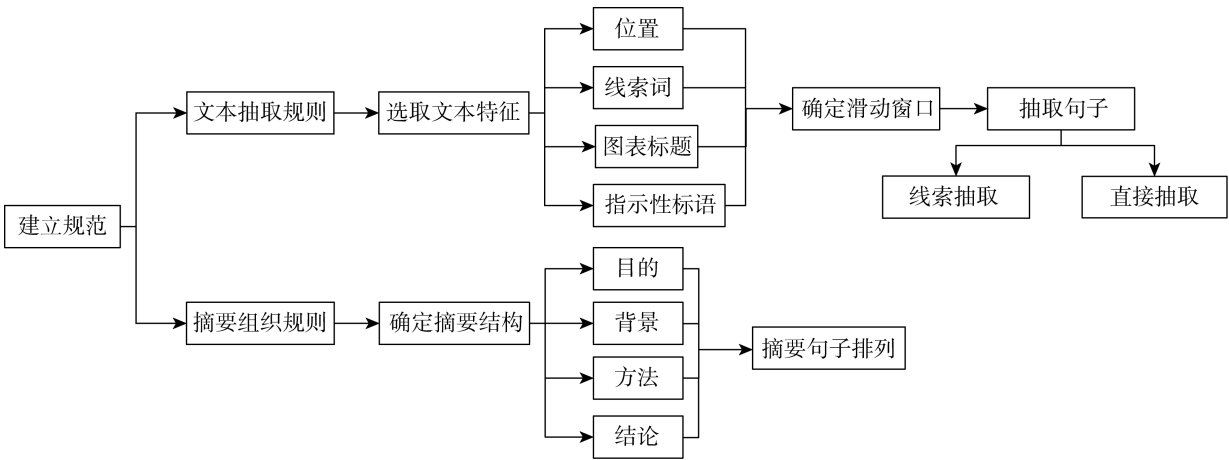 建立规范
文本抽取规则
选取文本特征
位置
线索词
图表标题
指示性标语
确定滑动窗口
抽取句子
线索抽取
直接抽取
摘要组织规则
确定摘要结构
目的
背景
方法
结论
摘要句子排列